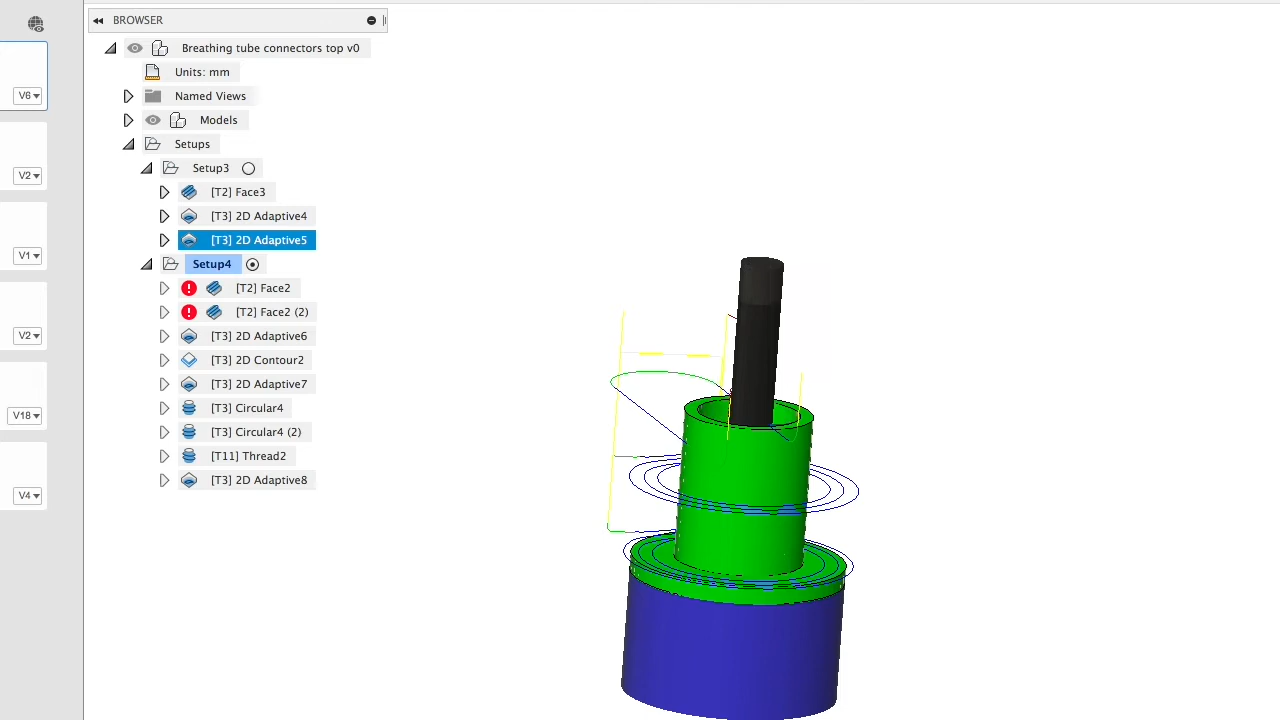 BROWSER
Breathing tube connectors top v0
Units: mm
V6
Named Views
Models
Setups
Setup3
V2
[T2] Face3
[T3] 2D Adaptive4
[T3] 2D Adaptive5
V1
Setup4
[T2] Face2
[T2] Face2 (2)
V2
[T3] 2D Adaptive6
[T3] 2D Contour2
[T3] 2D Adaptive7
[T3] Circular4
V18
[T3] Circular4 (2)
[T11] Thread2
[T3] 2D Adaptive8
V4